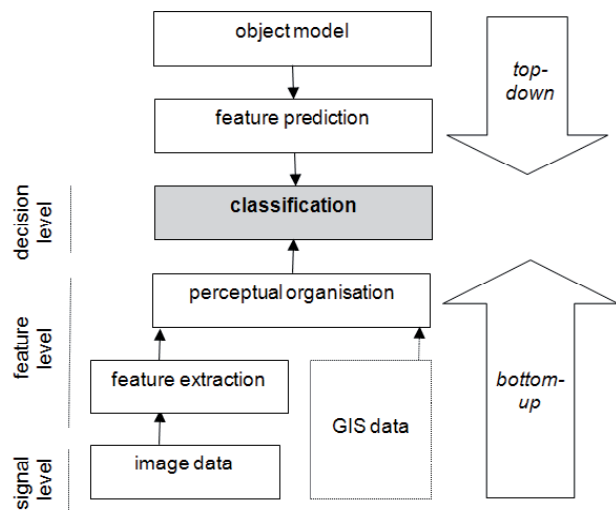 object model
top-
down
feature prediction
decision
level
classification
feature
level
perceptual organisation
feature extraction
bottom-
up
GIS data
signal
level
image data